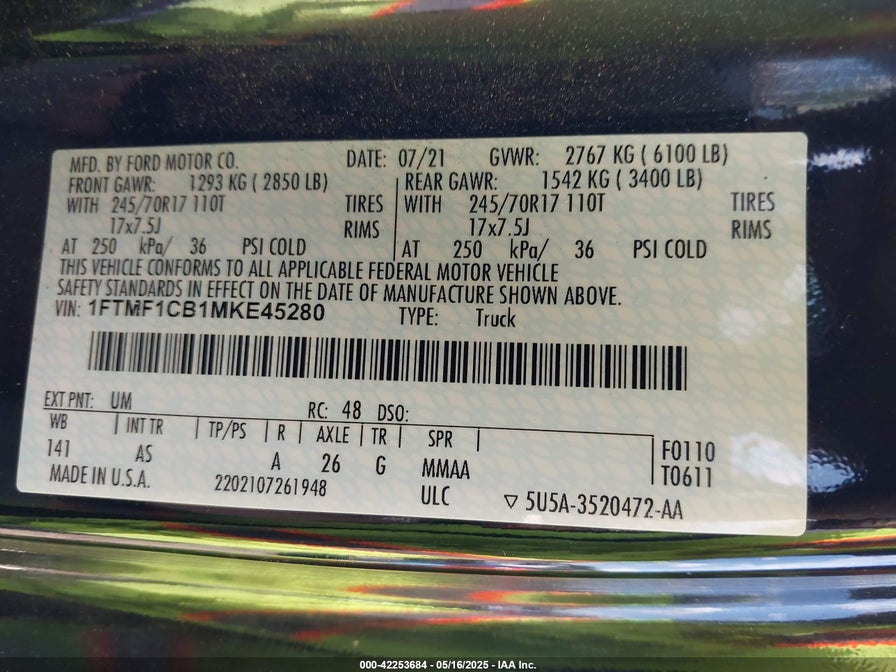 MFD. BY FORD MOTOR CO. DATE: 07/21 GVWR: 2767 KG ( 6100 LB)
FRONT GAWR: 1293 KG ( 2850 LB) REAR GAWR: 1542 KG ( 3400 LB)
WITH 245/70R17 110T TIRES WITH 245/70R17 110T TIRES
17x7.5J RIMS 17x7.5J RIMS
AT 250 kPa/ 36 PSI COLD AT 250 kPa/ 36 PSI COLD
THIS VEHICLE CONFORMS TO ALL APPLICABLE FEDERAL MOTOR VEHICLE
SAFETY STANDARDS IN EFFECT ON THE DATE OF MANUFACTURE SHOWN ABOVE.
VIN: 1FTMF1CB1MKE45280 TYPE: Truck
EXT PNT: UM RC: 48 DSO:
WB INT TR TP/PS R AXLE TR SPR F0110
141 AS A 26 G MMAA T0611
MADE IN U.S.A. 2202107261948 ULC ▽ 5U5A-3520472-AA
000-42253684 - 05/16/2025 - IAA Inc.